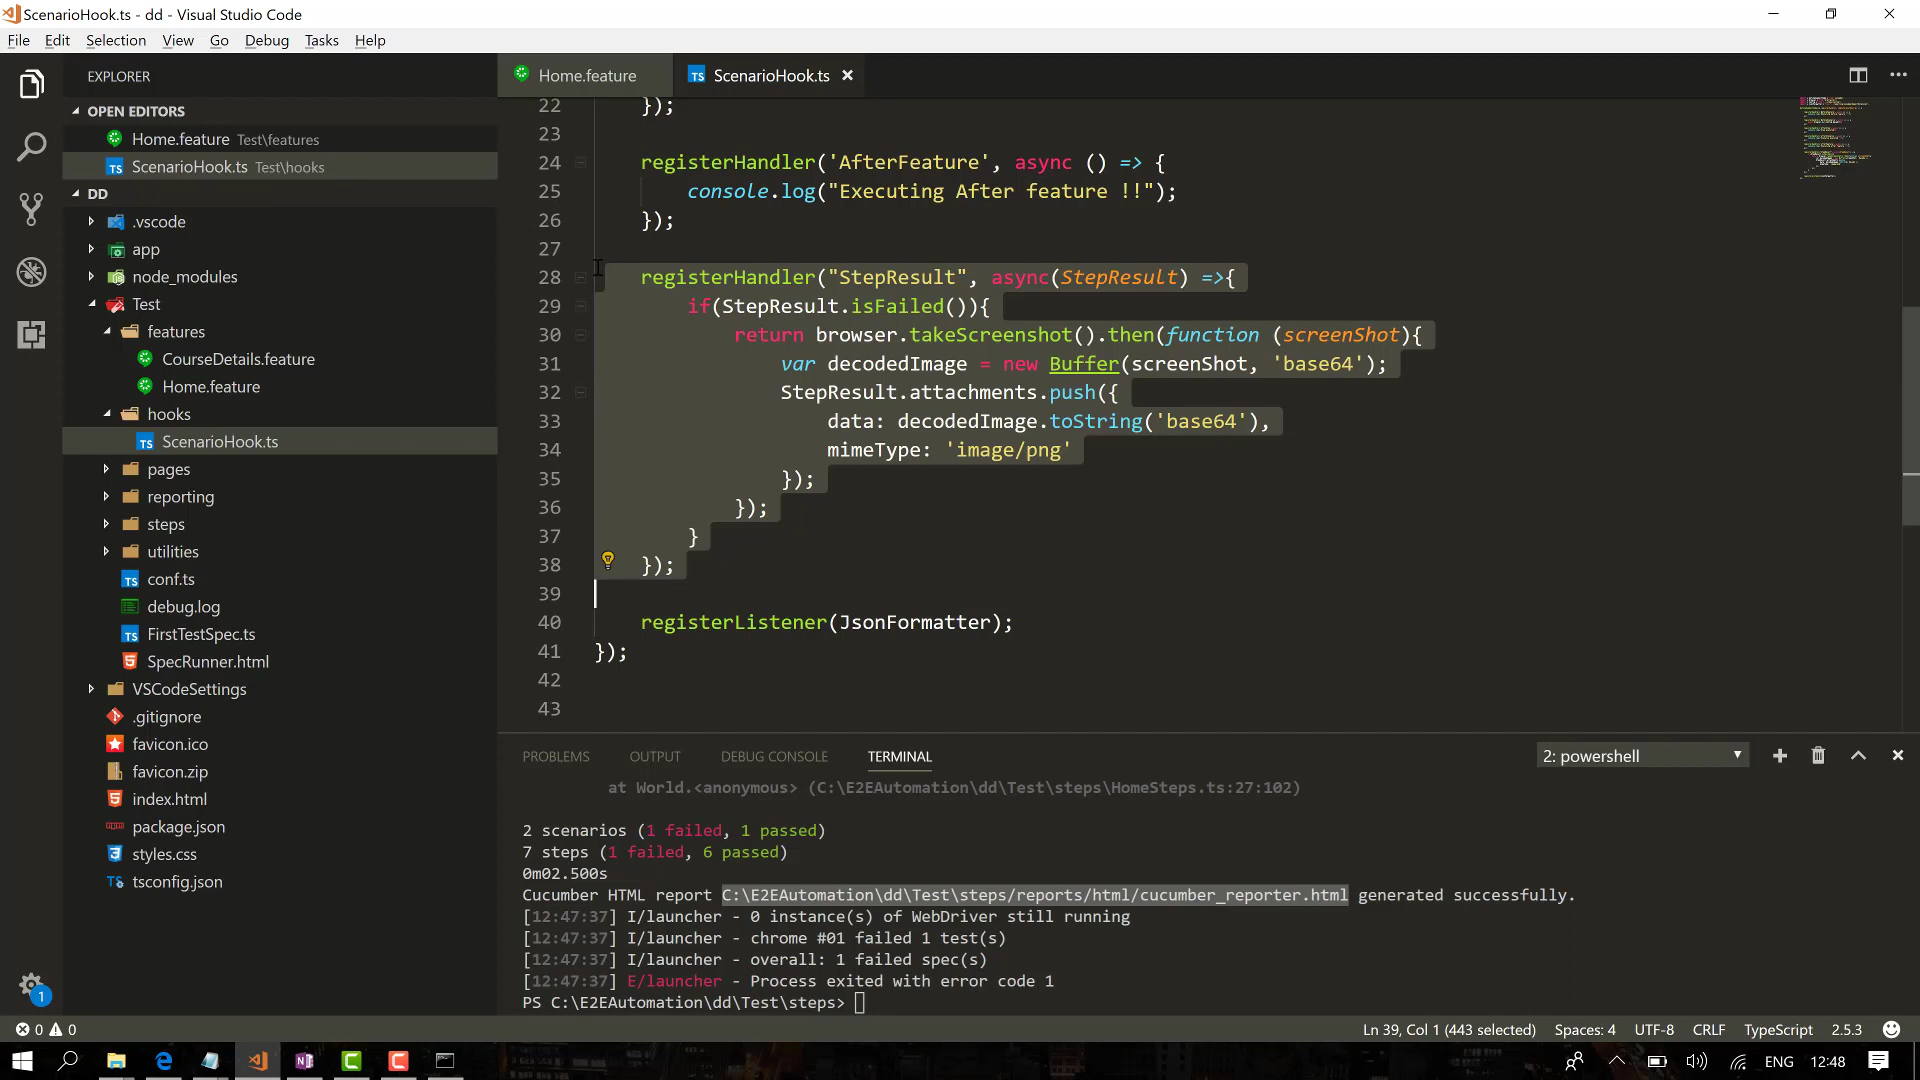 ScenarioHook.ts - dd - Visual Studio Code
File Edit Selection View Go Debug Tasks Help
EXPLORER
OPEN EDITORS
Home.feature Test\features
ScenarioHook.ts Test\hooks
DD
.vscode
app
node_modules
Test
features
CourseDetails.feature
Home.feature
hooks
ScenarioHook.ts
pages
reporting
steps
utilities
TS conf.ts
debug.log
TS FirstTestSpec.ts
SpecRunner.html
VSCodeSettings
.gitignore
favicon.ico
favicon.zip
index.html
package.json
styles.css
tsconfig.json
1
Home.feature TS ScenarioHook.ts
22 });
23
24 registerHandler('AfterFeature', async () => {
25 console.log("Executing After feature !!");
26 });
27
28 registerHandler("StepResult", async(StepResult) =>{
29 if(StepResult.isFailed()){
30 return browser.takeScreenshot().then(function (screenShot){
31 var decodedImage = new Buffer(screenShot, 'base64');
32 StepResult.attachments.push({
33 data: decodedImage.toString('base64'),
34 mimeType: 'image/png'
35 });
36 });
37 }
38 });
39
40 registerListener(JsonFormatter);
41 });
42
43
PROBLEMS OUTPUT DEBUG CONSOLE TERMINAL 2: powershell
at World.<anonymous> (C:\E2EAutomation\dd\Test\steps\HomeSteps.ts:27:102)
2 scenarios (1 failed, 1 passed)
7 steps (1 failed, 6 passed)
0m02.500s
Cucumber HTML report C:\E2EAutomation\dd\Test\steps/reports/html/cucumber_reporter.html generated successfully.
[12:47:37] I/launcher - 0 instance(s) of WebDriver still running
[12:47:37] I/launcher - chrome #01 failed 1 test(s)
[12:47:37] I/launcher - overall: 1 failed spec(s)
[12:47:37] E/launcher - Process exited with error code 1
PS C:\E2EAutomation\dd\Test\steps>
0 0 Ln 39, Col 1 (443 selected) Spaces: 4 UTF-8 CRLF TypeScript 2.5.3
ENG 12:48